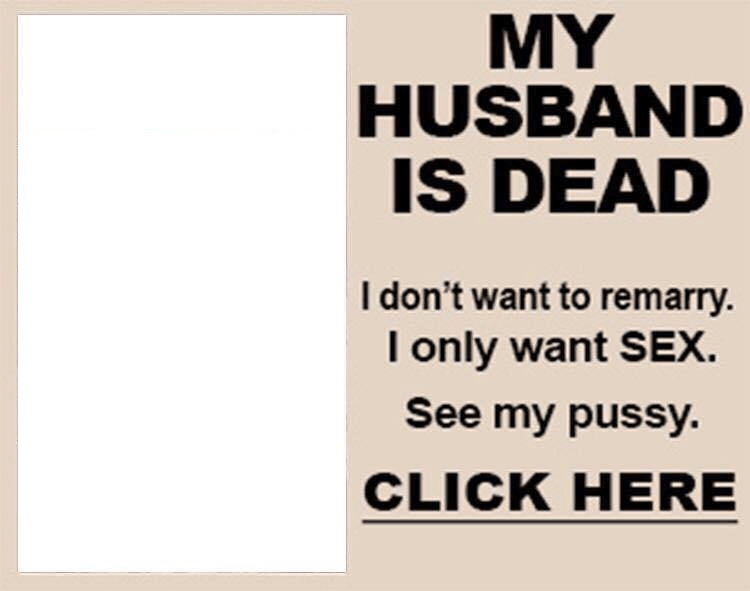 MY
HUSBAND
IS DEAD
I don't want to remarry.
I only want SEX.
See my pussy.
CLICK HERE